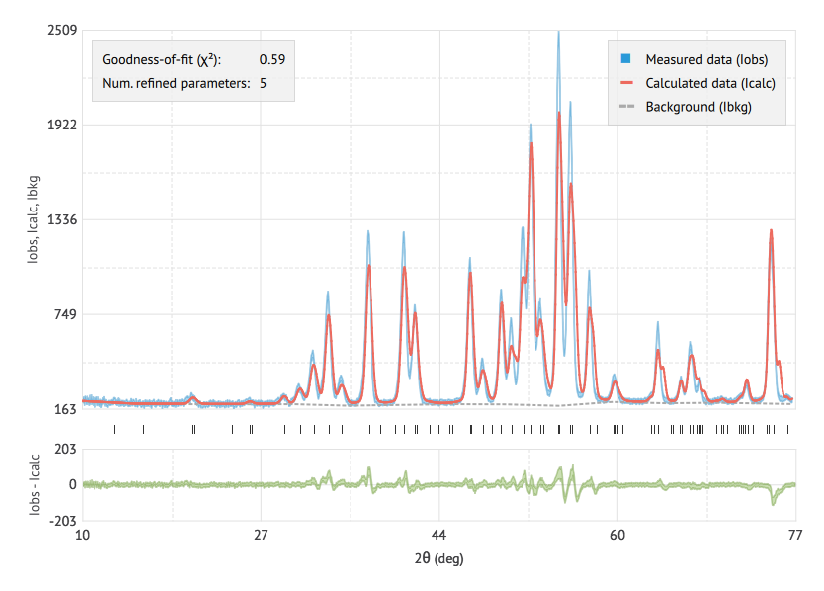 2509
Goodness-of-fit (χ²): 0.59
Num. refined parameters: 5
Measured data (Iobs)
Calculated data (Icalc)
Background (Ibkg)
1922
1336
749
163
Iobs, Icalc, Ibkg
203
0
-203
Iobs - Icalc
10 27 44 60 77
2θ (deg)